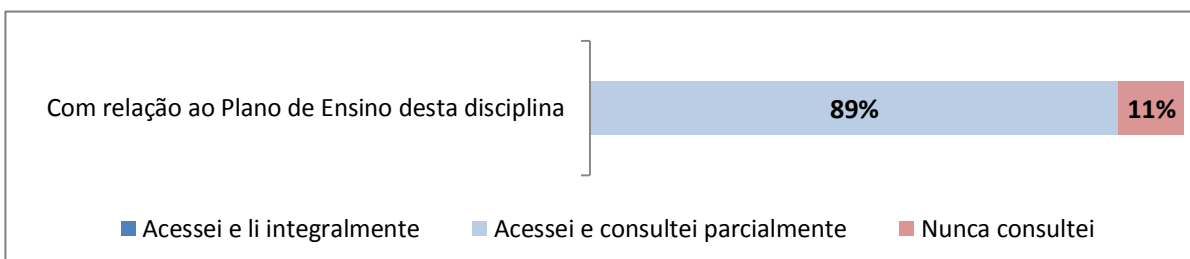 Com relação ao Plano de Ensino desta disciplina
89%
11%
Acessei e li integralmente
Acessei e consultei parcialmente
Nunca consultei